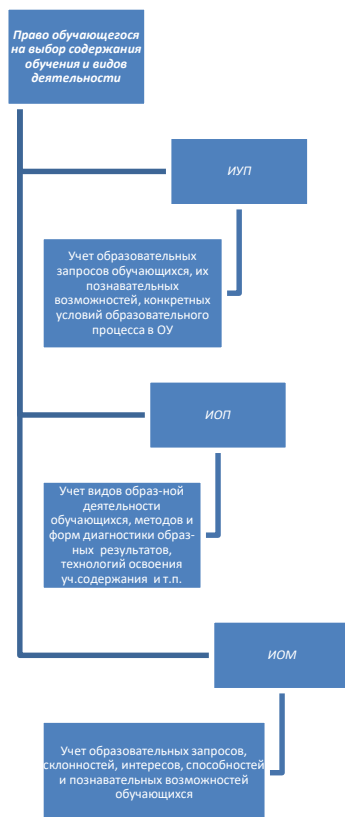 Право обучающегося
на выбор содержания
обучения и видов
деятельности
ИУП
Учет образовательных
запросов обучающихся, их
познавательных
возможностей, конкретных
условий образовательного
процесса в ОУ
ИОП
Учет видов образ-ной
деятельности
обучающихся, методов и
форм диагностики образ-
ных результатов,
технологий освоения
уч.содержания и т.п.
ИОМ
Учет образовательных запросов,
склонностей, интересов, способностей
и познавательных возможностей
обучающихся